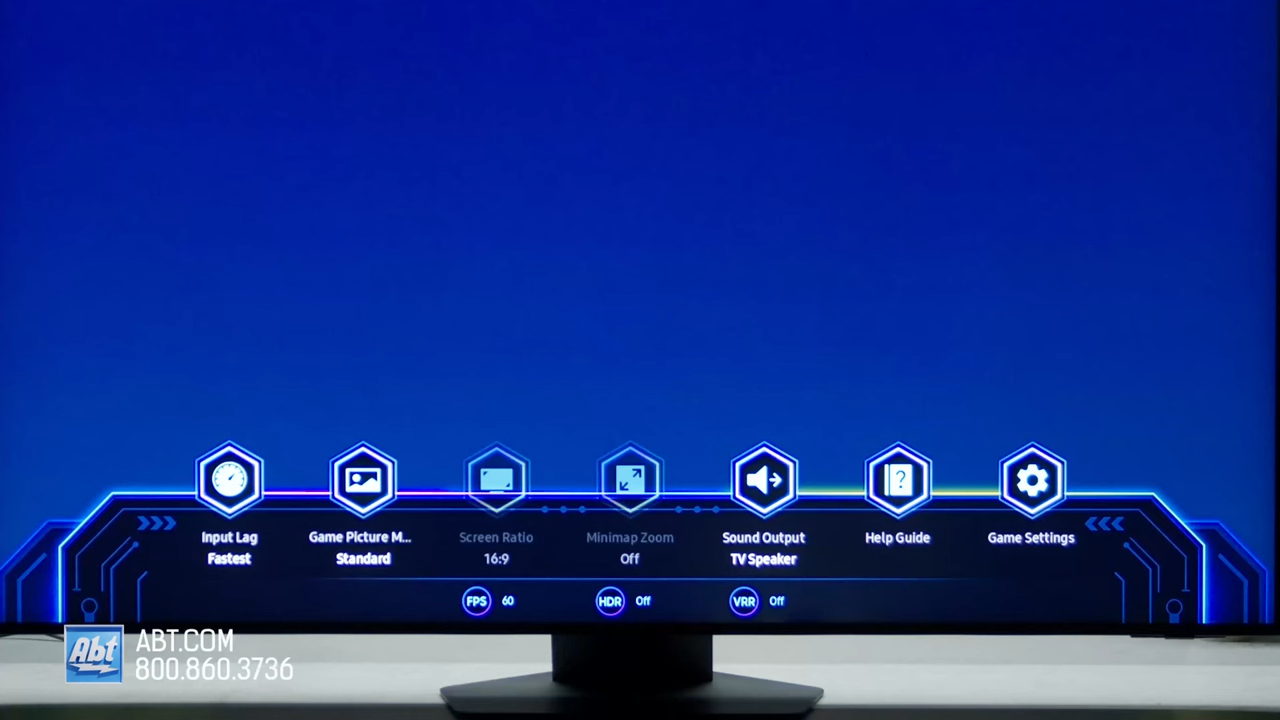 Input Lag
Fastest
Game Picture M...
Standard
Screen Ratio
16:9
Minimap Zoom
Off
Sound Output
TV Speaker
Help Guide
Game Settings
FPS 60
HDR Off
VRR Off
Abt
ABT.COM
800.860.3736